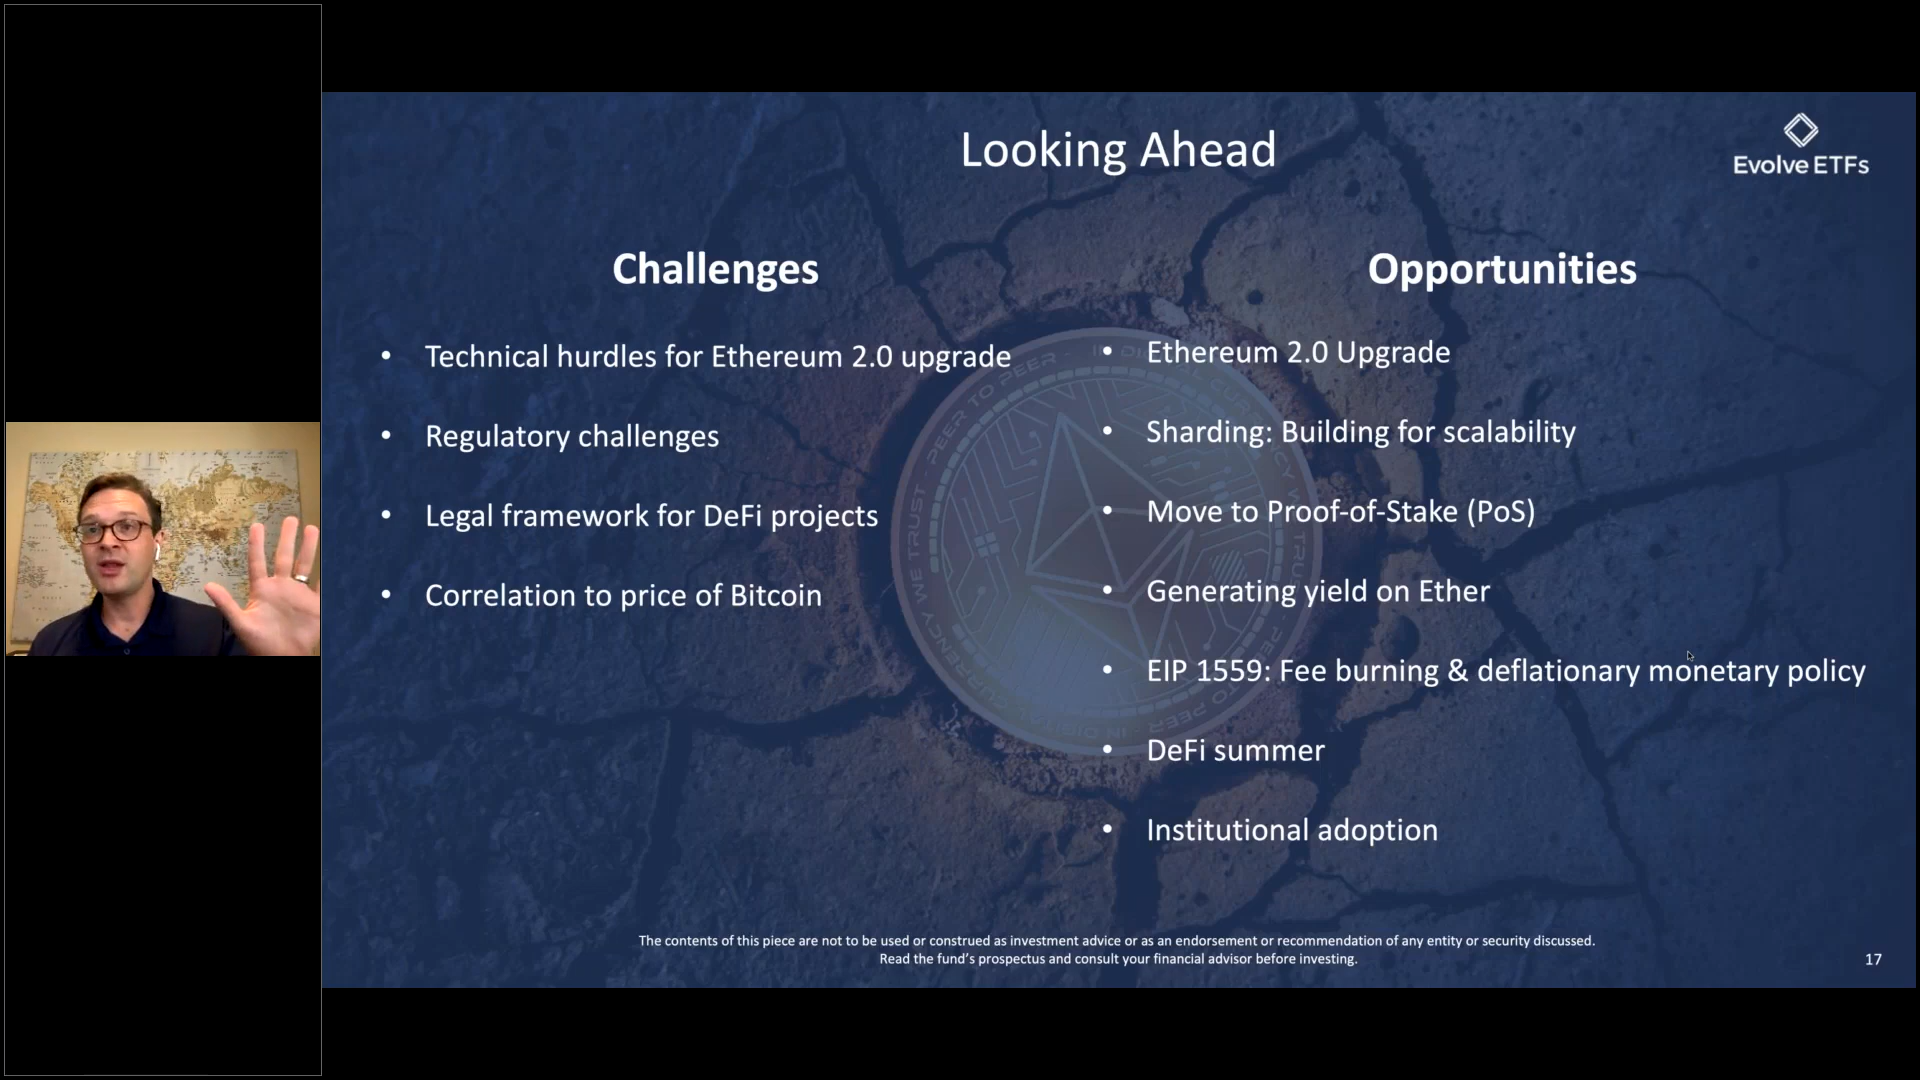 Looking Ahead
Evolve ETFs
Challenges
• Technical hurdles for Ethereum 2.0 upgrade
• Regulatory challenges
• Legal framework for DeFi projects
• Correlation to price of Bitcoin
Opportunities
• Ethereum 2.0 Upgrade
• Sharding: Building for scalability
• Move to Proof-of-Stake (PoS)
• Generating yield on Ether
• EIP 1559: Fee burning & deflationary monetary policy
• DeFi summer
• Institutional adoption
The contents of this piece are not to be used or construed as investment advice or as an endorsement or recommendation of any entity or security discussed.
Read the fund's prospectus and consult your financial advisor before investing.
17